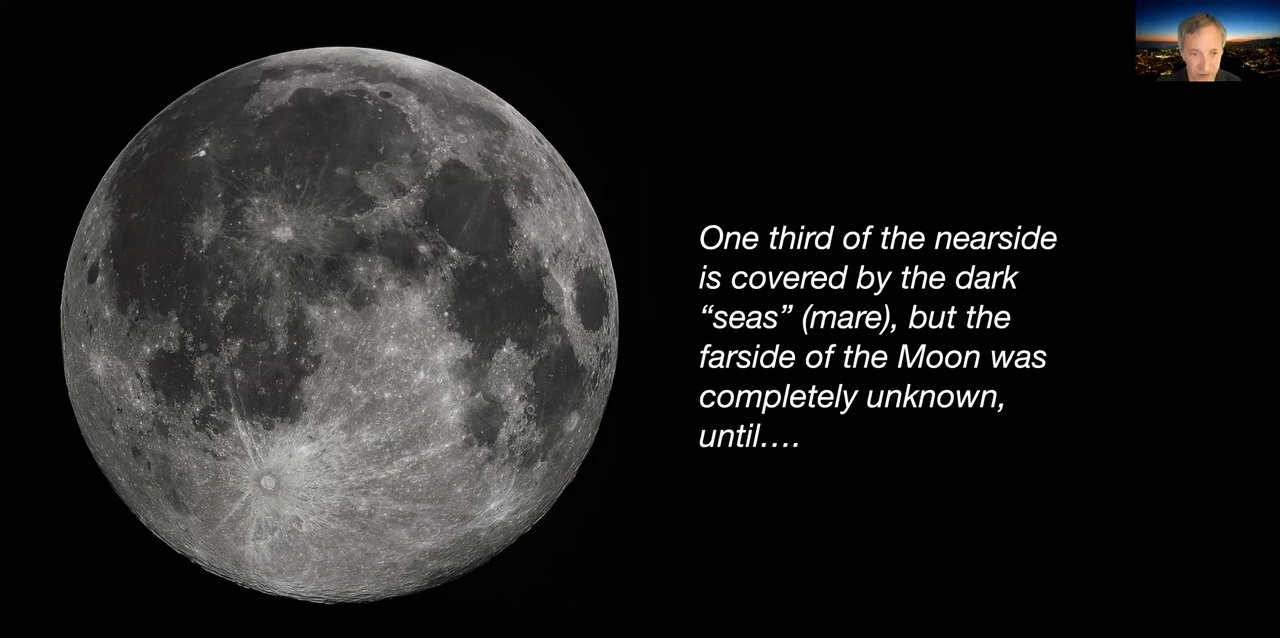 One third of the nearside
is covered by the dark
“seas” (mare), but the
farside of the Moon was
completely unknown,
until….